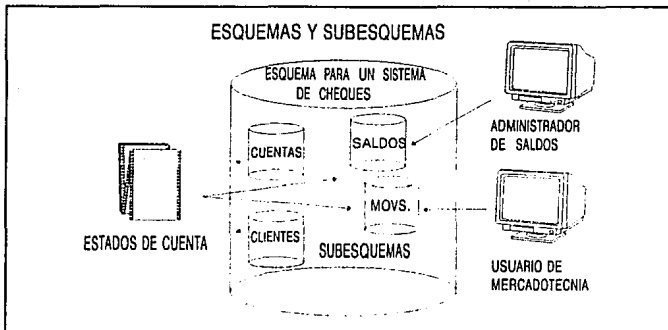 ESQUEMAS Y SUBESQUEMAS
ESQUEMA PARA UN SISTEMA
DE CHEQUES
CUENTAS
SALDOS
MOVS.
CLIENTES
SUBESQUEMAS
ESTADOS DE CUENTA
ADMINISTRADOR
DE SALDOS
USUARIO DE
MERCADOTECNIA